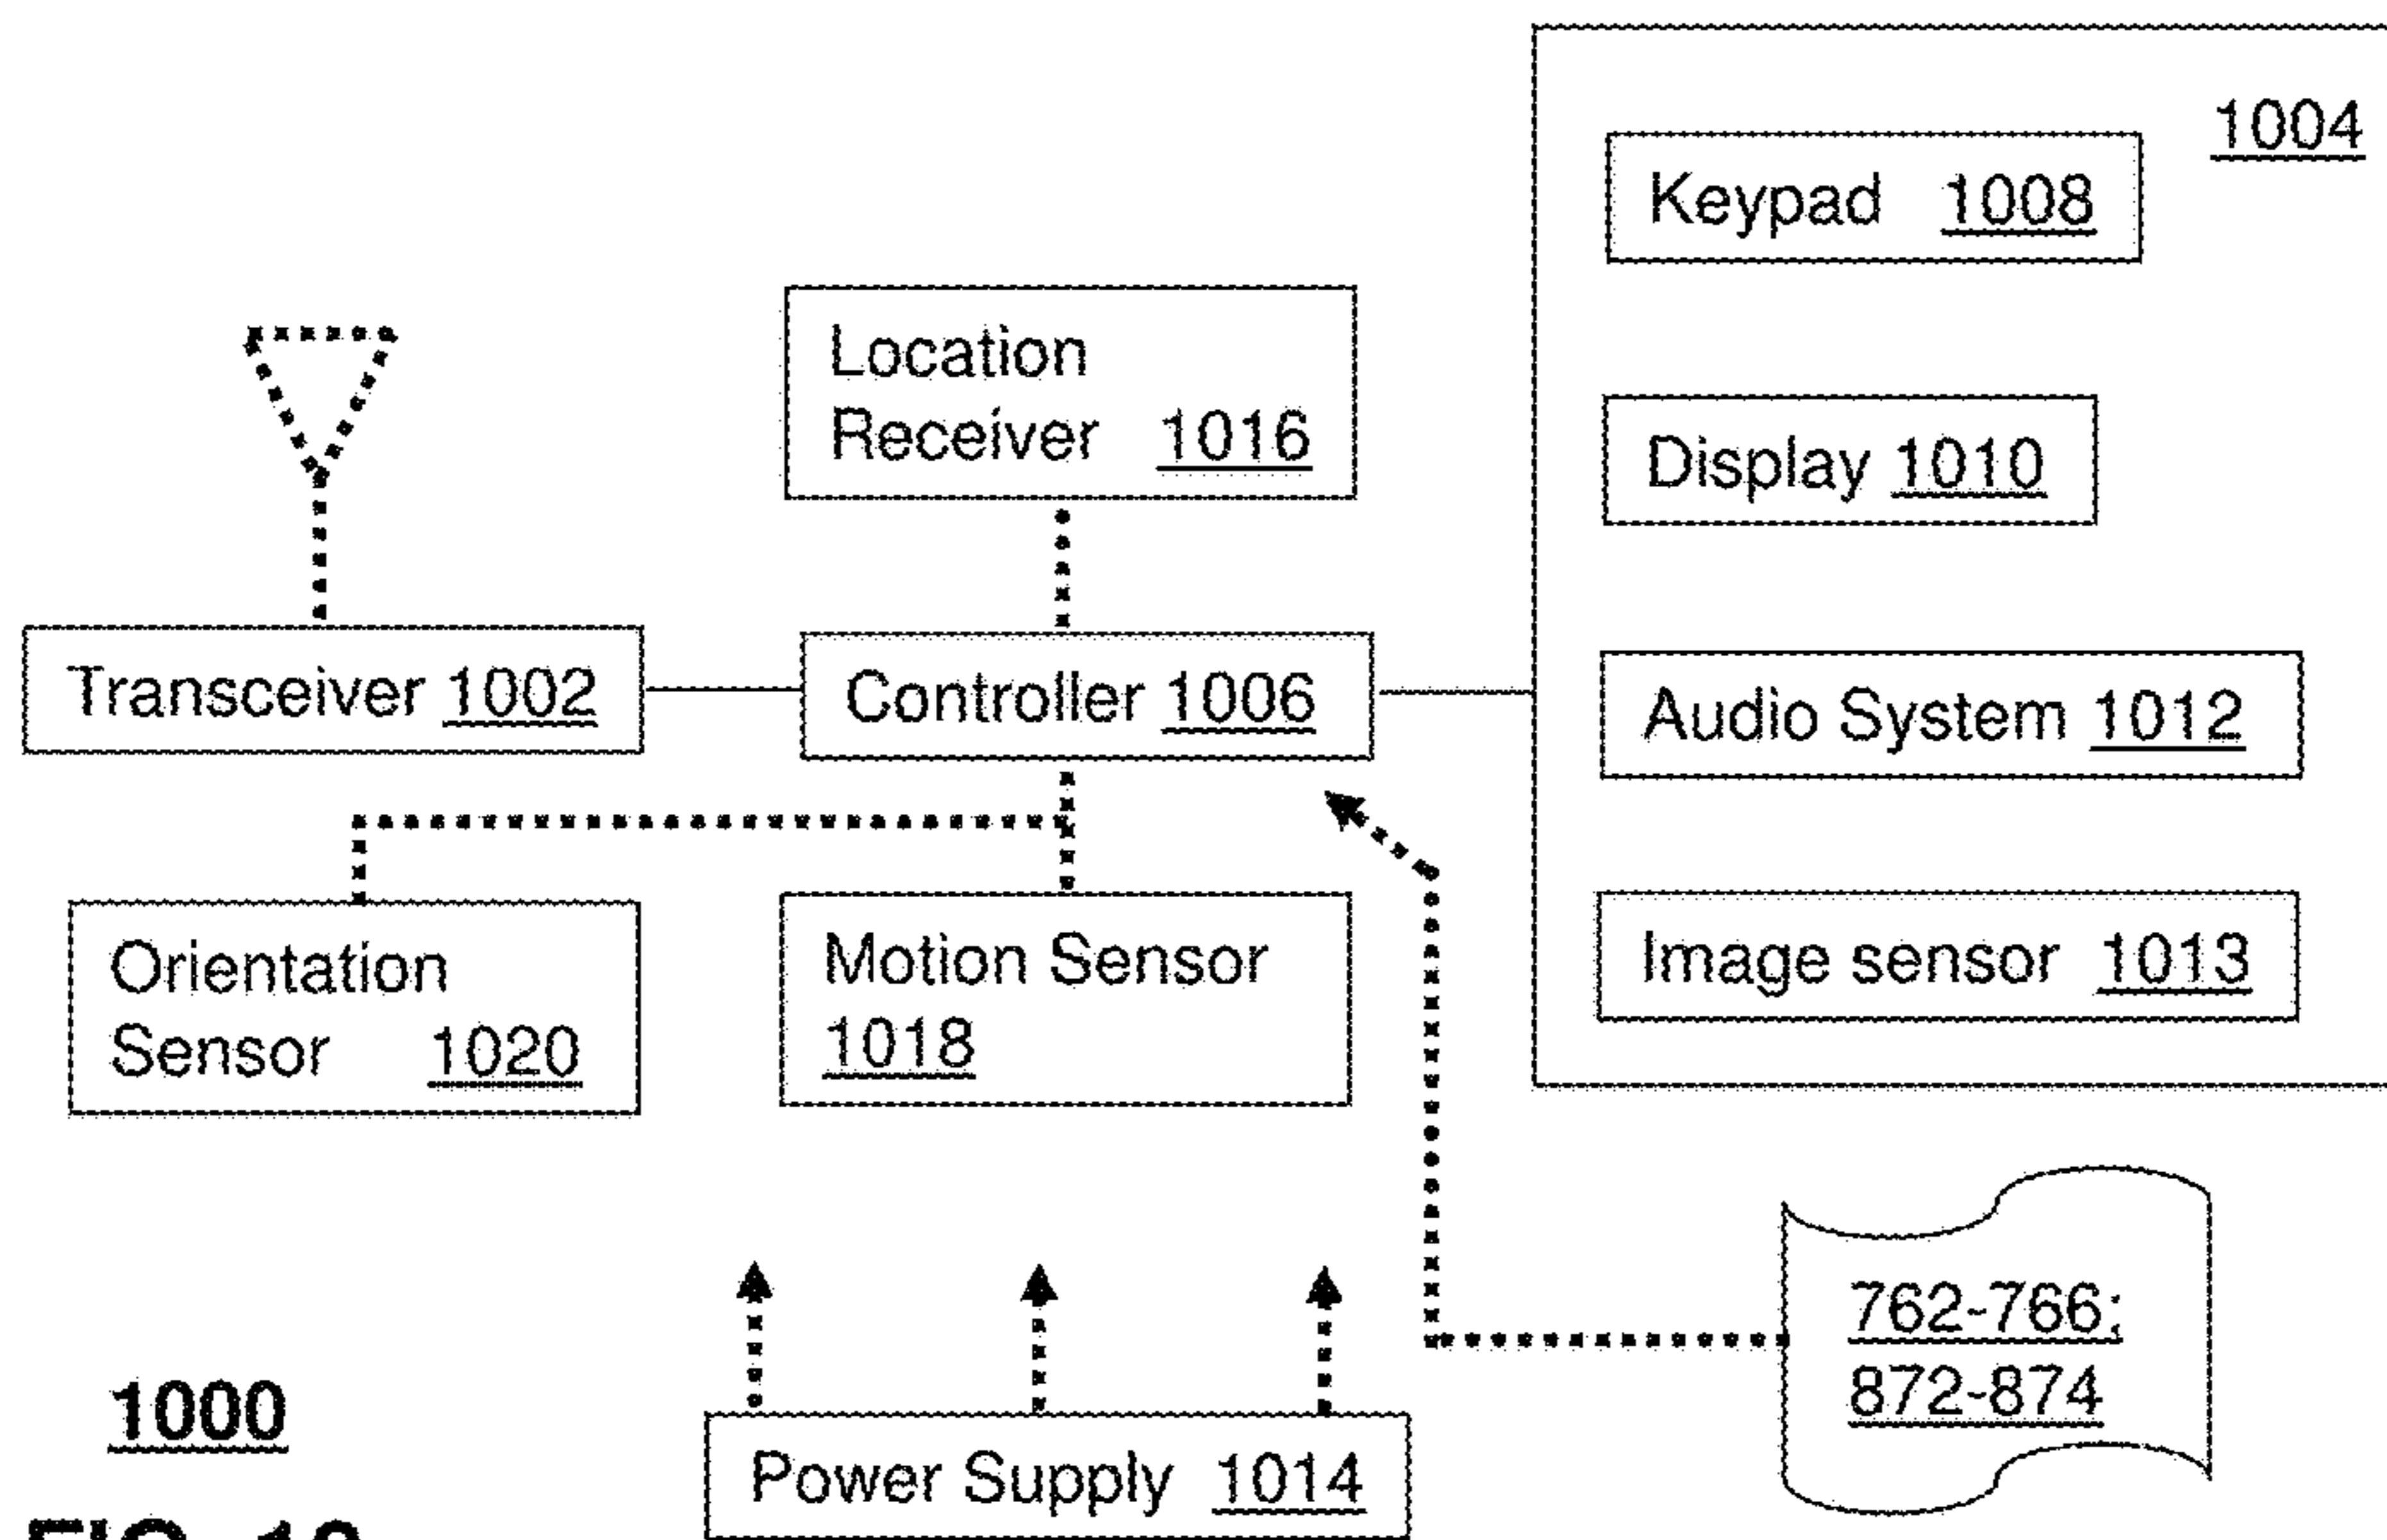 1004
Keypad 1008
Location
Receiver 1016
Display 1010
Transceiver 1002
Controller 1006
Audio System 1012
Orientation
Sensor 1020
Motion Sensor
1018
Image sensor 1013
762-766;
872-874
1000
Power Supply 1014